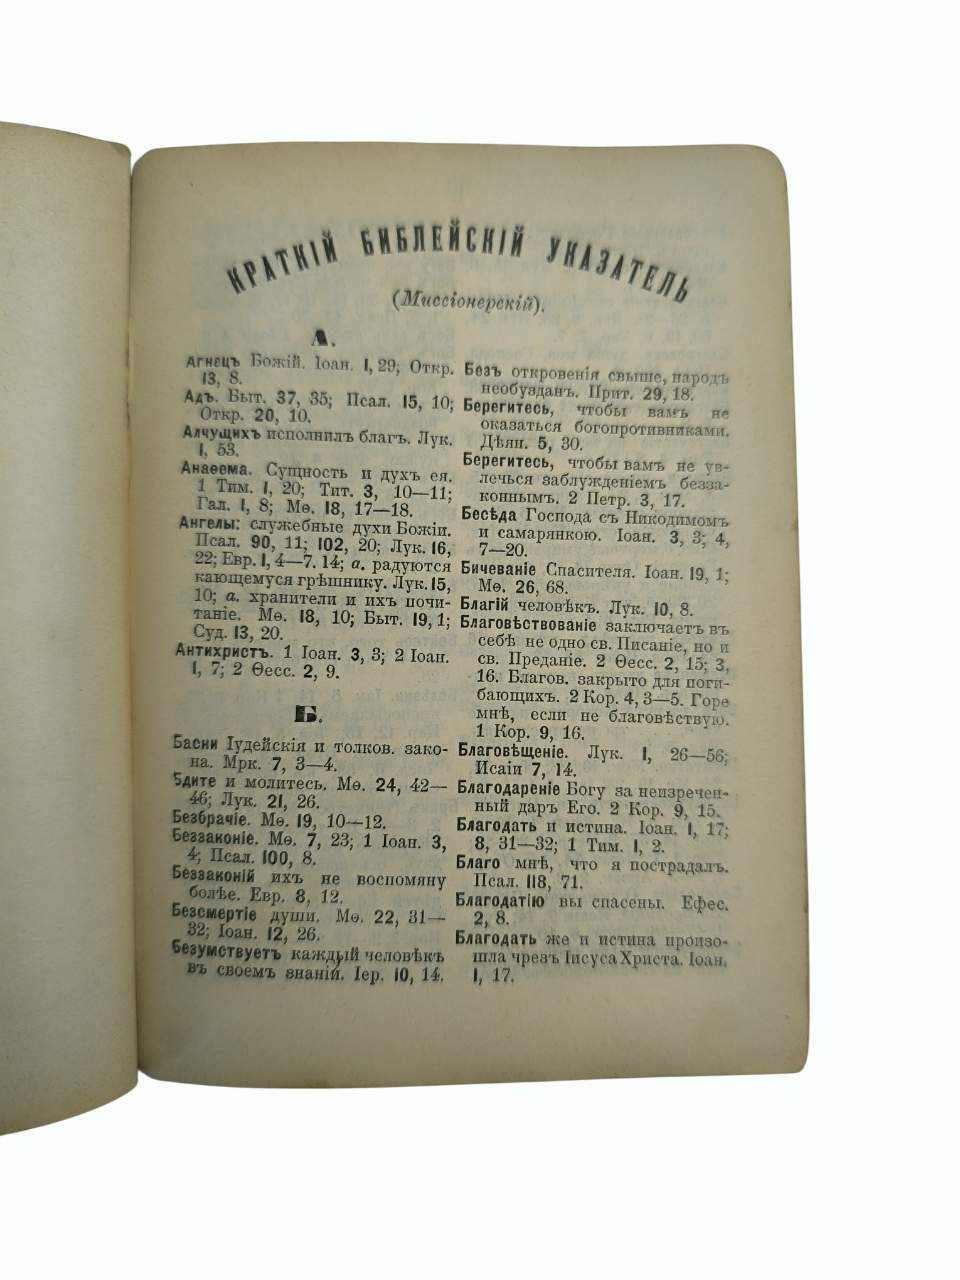 КРАТКІЙ БИБЛЕЙСКІЙ УКАЗАТЕЛЬ
(Миссіонерскій).
А.
Агнецъ Божій. Іоан. 1, 29; Откр.
13, 8.
Адъ. Быт. 37, 35; Псал. 15, 10;
Откр. 20, 10.
Алчущихъ исполнилъ благъ. Лук.
1, 53.
Анаѳема. Сущность и духъ ея.
1 Тим. 1, 20; Тит. 3, 10—11;
Гал. 1, 8; Мѳ. 18, 17—18.
Ангелы: служебные духи Божіи.
Псал. 90, 11; 102, 20; Лук. 16,
22; Евр. 1, 4—7. 14; а. радуются
кающемуся грѣшнику. Лук. 15,
10; а. хранители и ихъ почи-
таніе. Мѳ. 18, 10; Быт. 19, 1;
Суд. 13, 20.
Антихристъ. 1 Іоан. 3, 3; 2 Іоан.
1, 7; 2 Ѳесс. 2, 9.
Б.
Басни Іудейскія и толков. зако-
на. Мрк. 7, 3—4.
Бдите и молитесь. Мѳ. 24, 42—
46; Лук. 21, 26.
Безбрачіе. Мѳ. 19, 10—12.
Беззаконіе. Мѳ. 7, 23; 1 Іоан. 3,
4; Псал. 100, 8.
Беззаконій ихъ не воспомяну
болѣе. Евр. 8, 12.
Безсмертіе души. Мѳ. 22, 31—
32; Іоан. 12, 26.
Безумствуетъ каждый человѣкъ
въ своемъ знаніи. Іер. 10, 14.
Безъ откровенія свыше, народъ
необузданъ. Прит. 29, 18.
Берегитесь, чтобы вамъ не
оказаться богопротивниками.
Дѣян. 5, 30.
Берегитесь, чтобы вамъ не ув-
лечься заблужденіемъ безза-
коннымъ. 2 Петр. 3, 17.
Бесѣда Господа съ Никодимомъ
и самарянкою. Іоан. 3, 3; 4,
7—20.
Бичеваніе Спасителя. Іоан. 19, 1;
Мѳ. 26, 68.
Благій человѣкъ. Лук. 10, 8.
Благовѣствованіе заключаетъ въ
себѣ не одно св. Писаніе, но и
св. Преданіе. 2 Ѳесс. 2, 15; 3,
16. Благов. закрыто для поги-
бающихъ. 2 Кор. 4, 3—5. Горе
мнѣ, если не благовѣствую.
1 Кор. 9, 16.
Благовѣщеніе. Лук. 1, 26—56;
Исаіи 7, 14.
Благодареніе Богу за неизречен-
ный даръ Его. 2 Кор. 9, 15.
Благодать и истина. Іоан. 1, 17;
8, 31—32; 1 Тим. 1, 2.
Благо мнѣ, что я пострадалъ.
Псал. 118, 71.
Благодатію вы спасены. Ефес.
2, 8.
Благодать же и истина произо-
шла чрезъ Іисуса Христа. Іоан.
1, 17.